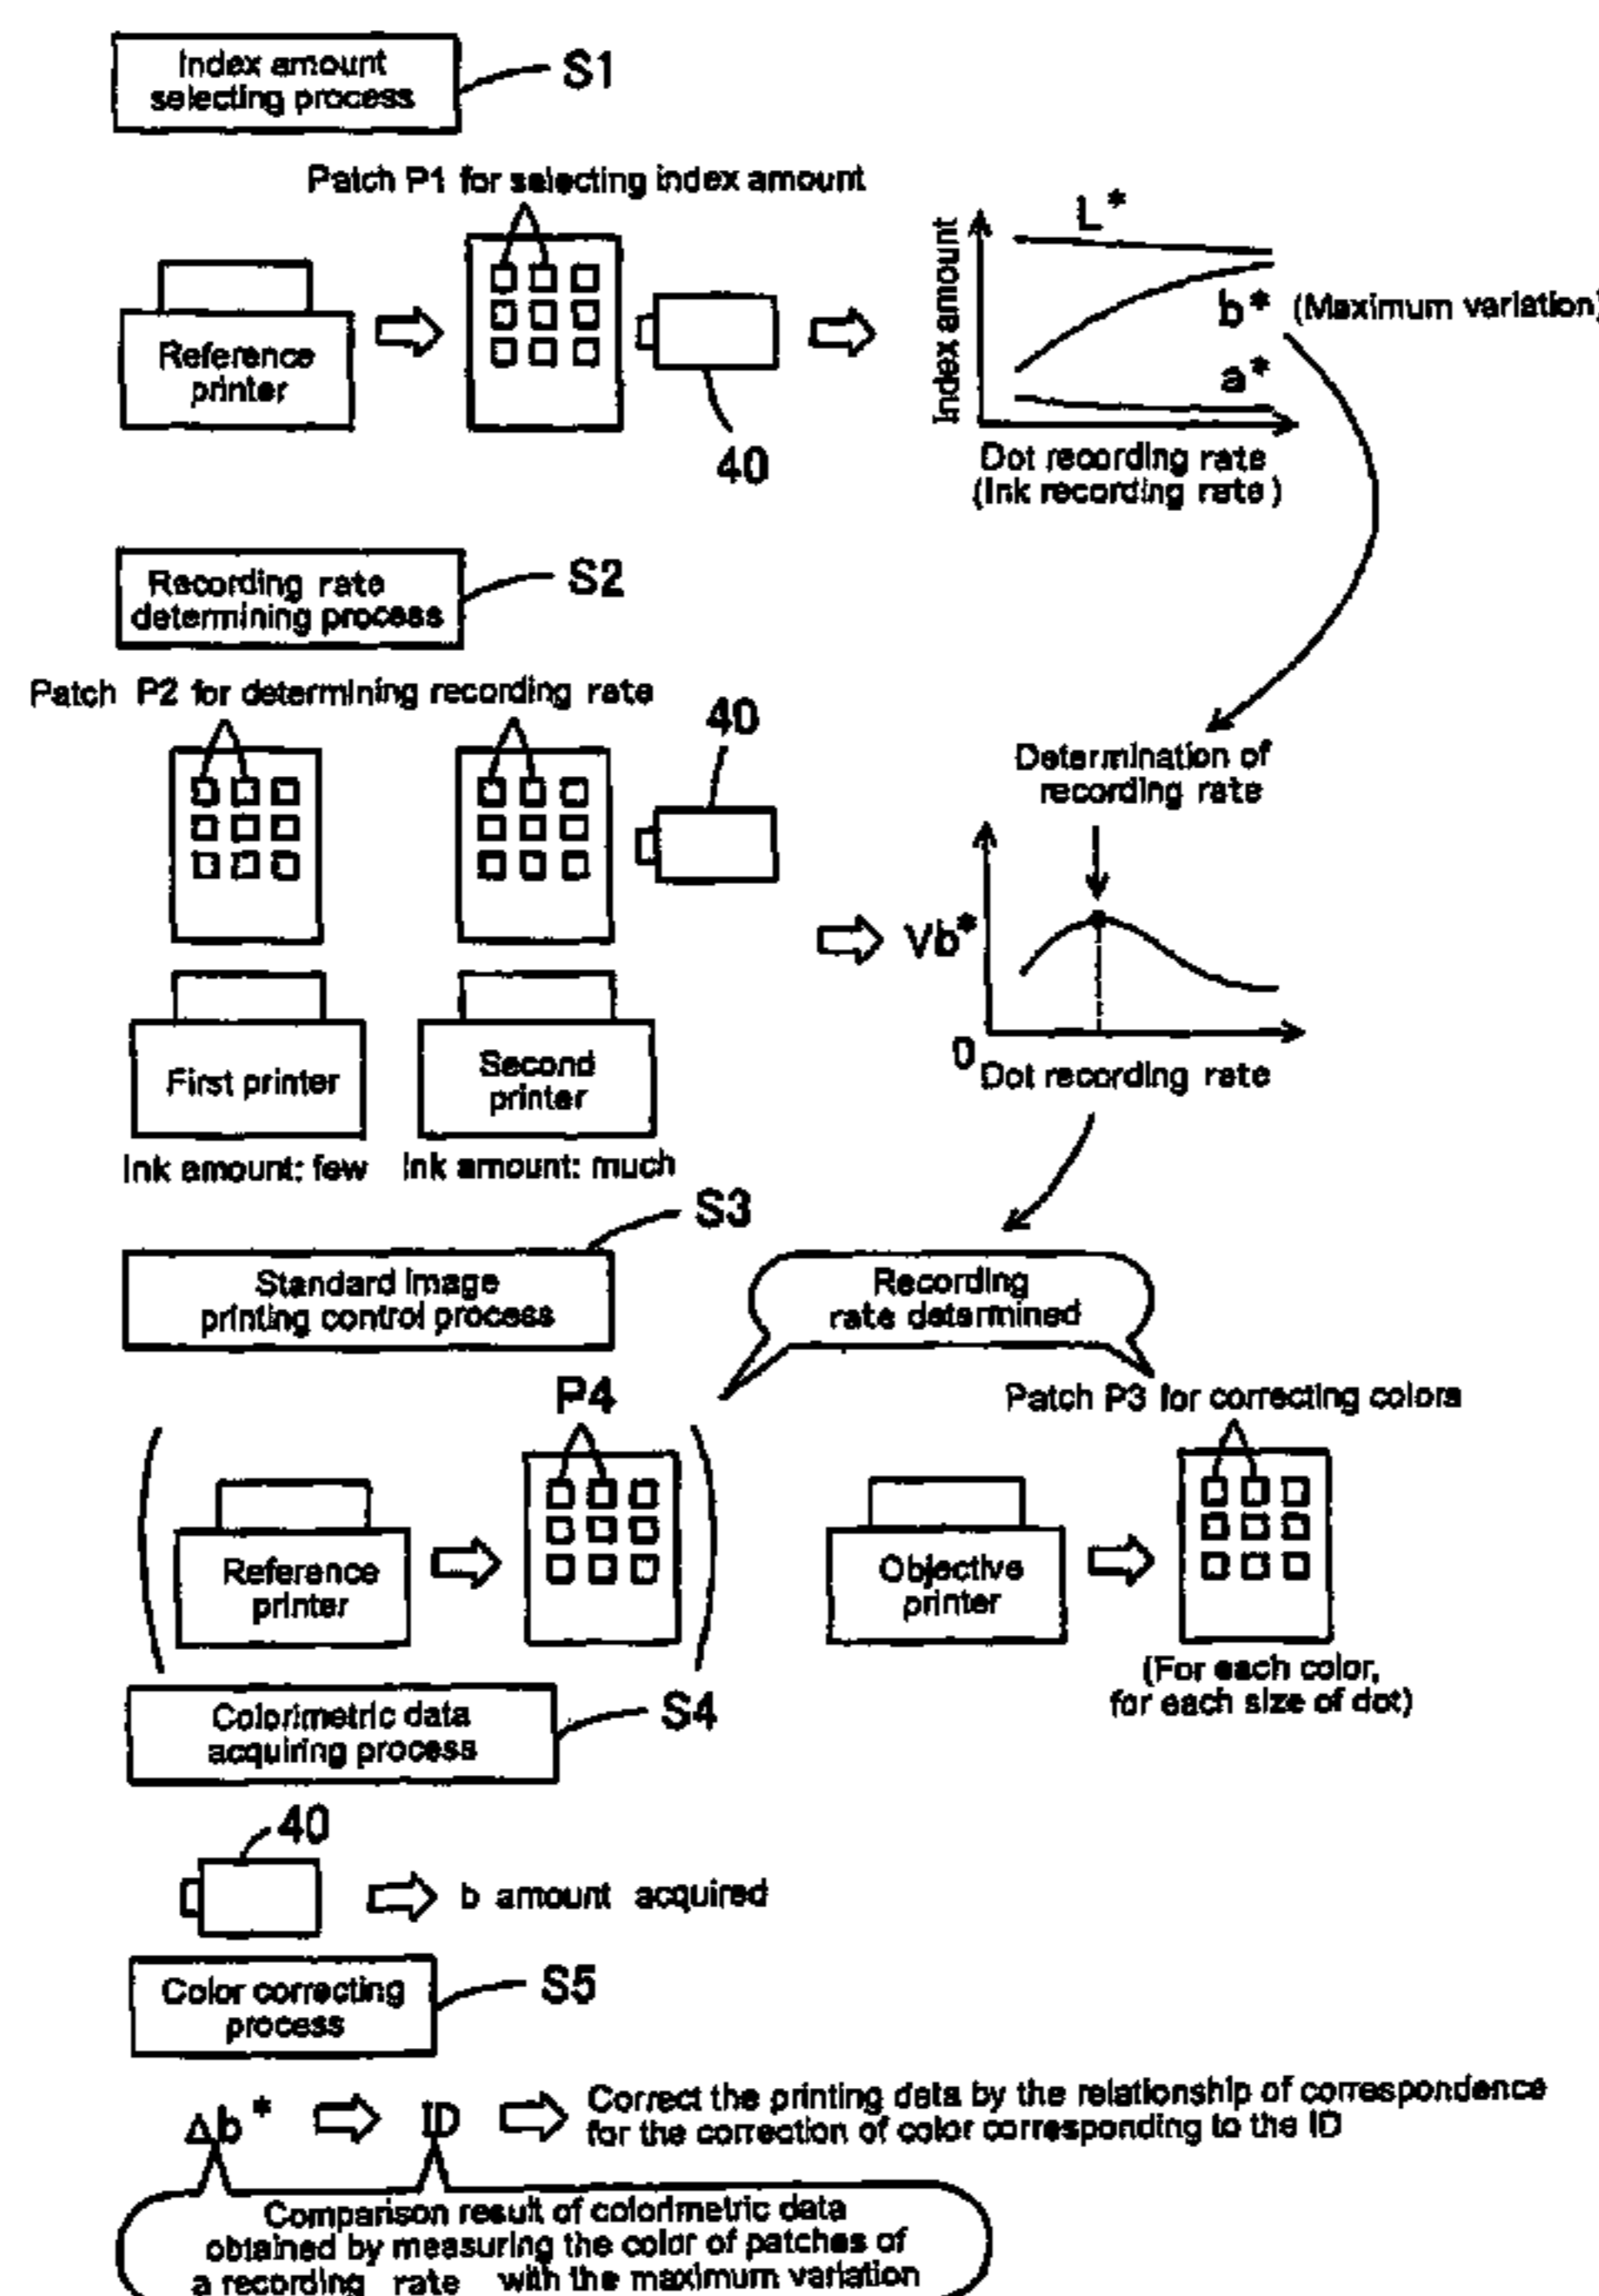 Index amount
selecting process
S1
Patch P1 for selecting index amount
Reference
printer
40
Index amount
L*
b* (Maximum variation)
a*
Dot recording rate
(Ink recording rate)
Recording rate
determining process
S2
Patch P2 for determining recording rate
40
First printer
Second
printer
Ink amount: few
Ink amount: much
Determination of
recording rate
Vb*
0
Dot recording rate
S3
Standard image
printing control process
Recording
rate determined
P4
Reference
printer
Patch P3 for correcting colors
Objective
printer
(For each color,
for each size of dot)
Colorimetric data
acquiring process
S4
40
b amount acquired
Color correcting
process
S5
Δb*
ID
Correct the printing data by the relationship of correspondence
for the correction of color corresponding to the ID
Comparison result of colorimetric data
obtained by measuring the color of patches of
a recording rate with the maximum variation